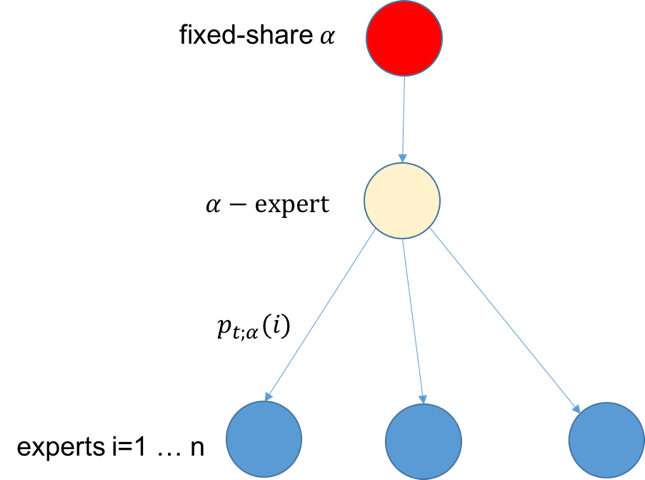 fixed-share α
α − expert
p_{t;α}(i)
experts i=1 … n